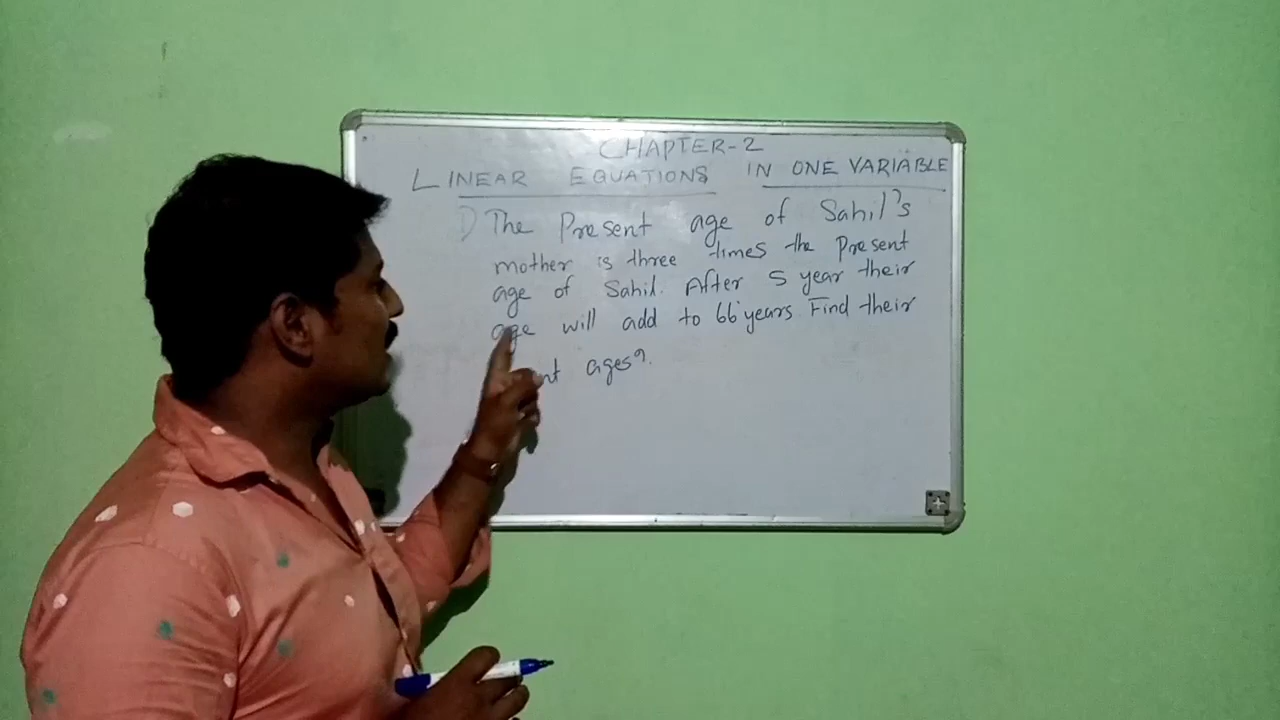 CHAPTER-2
LINEAR EQUATIONS IN ONE VARIABLE
1) The Present age of Sahil's
mother is three times the Present
age of Sahil. After 5 year their
age will add to 66 years Find their
ages?